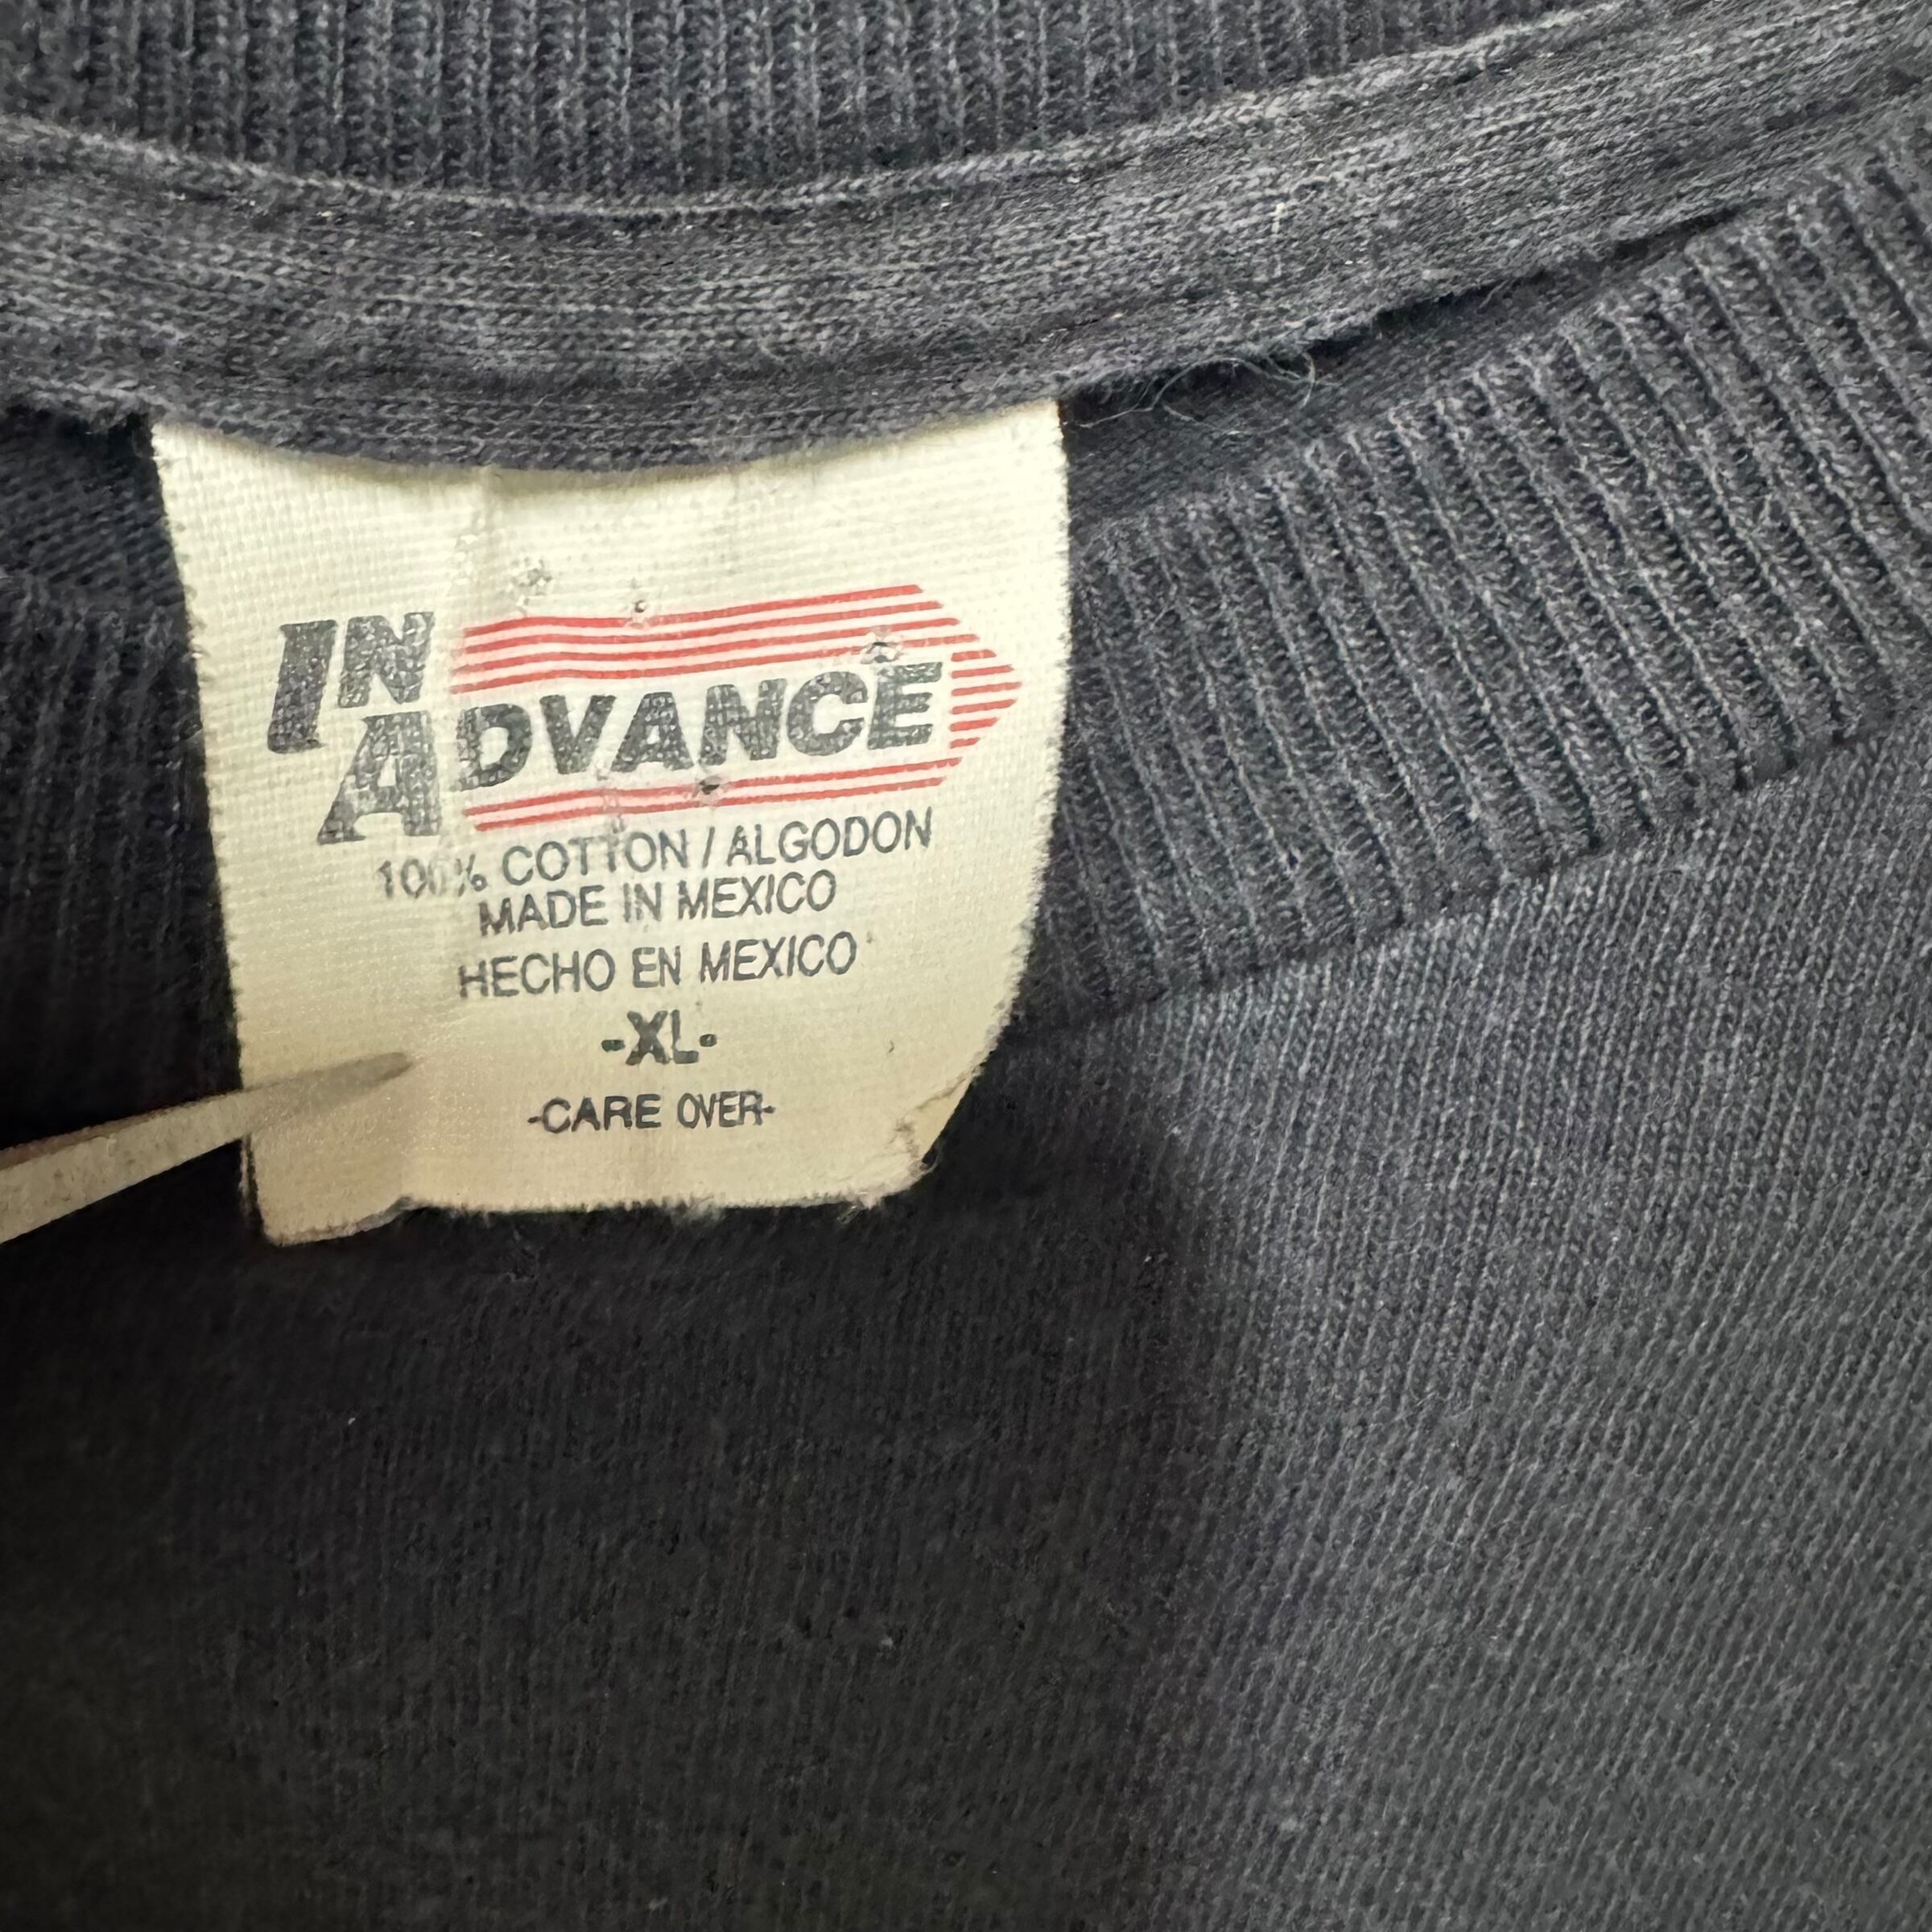 IN
ADVANCE
100% COTTON / ALGODON
MADE IN MEXICO
HECHO EN MEXICO
-XL-
-CARE OVER-